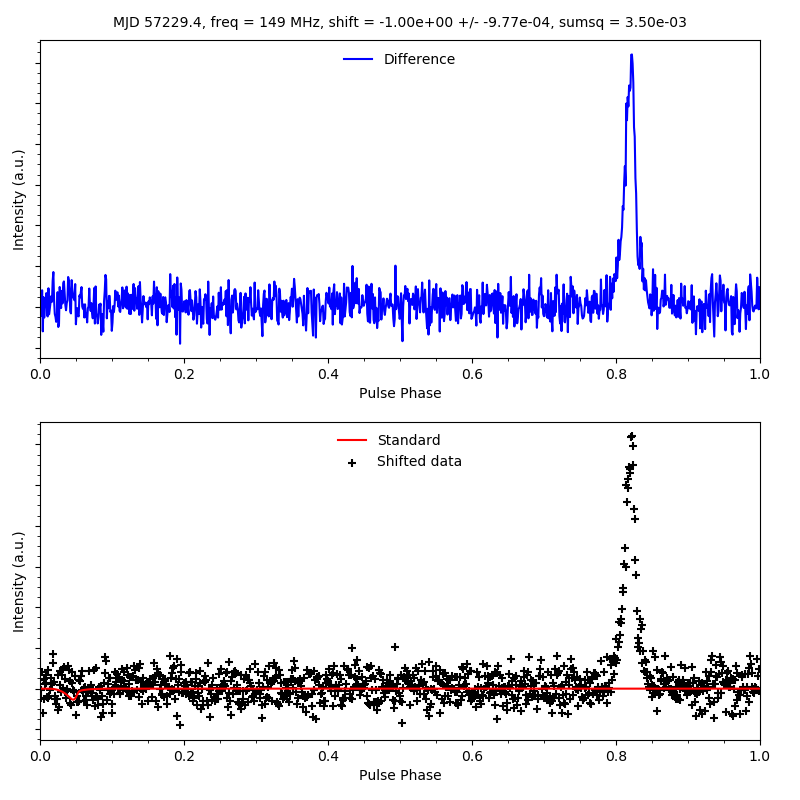 MJD 57229.4, freq = 149 MHz, shift = -1.00e+00 +/- -9.77e-04, sumsq = 3.50e-03
Difference
Intensity (a.u.)
0.0 0.2 0.4 0.6 0.8 1.0
Pulse Phase
Standard
Shifted data
Intensity (a.u.)
0.0 0.2 0.4 0.6 0.8 1.0
Pulse Phase